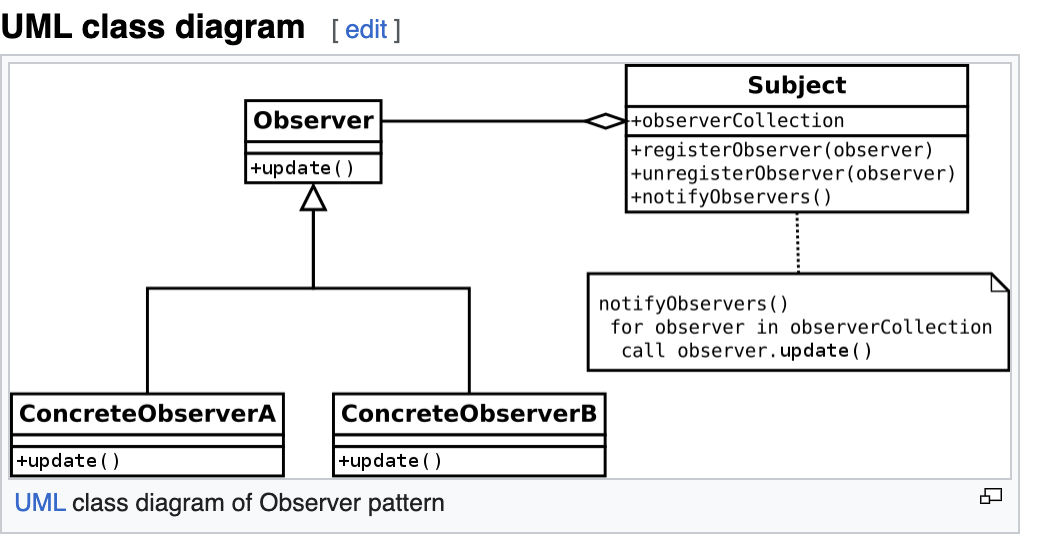 UML class diagram [ edit ]
Observer
+update()
Subject
+observerCollection
+registerObserver(observer)
+unregisterObserver(observer)
+notifyObservers()
notifyObservers()
for observer in observerCollection
call observer.update()
ConcreteObserverA
+update()
ConcreteObserverB
+update()
UML class diagram of Observer pattern